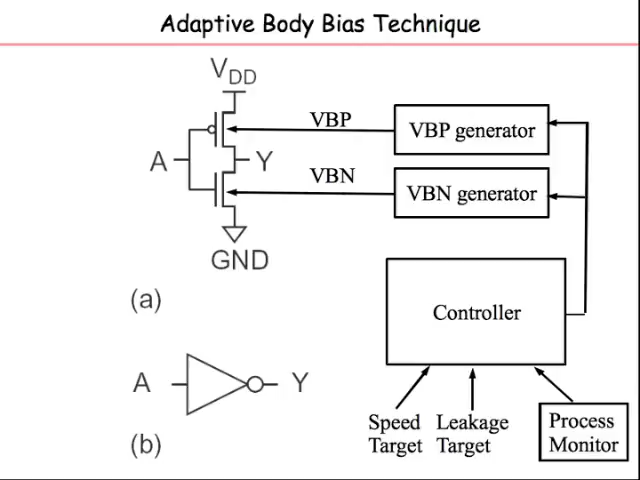 Adaptive Body Bias Technique
VDD
VBP
VBP generator
A
Y
VBN
VBN generator
GND
(a)
Controller
A
Y
Speed
Target
Leakage
Target
Process
Monitor
(b)